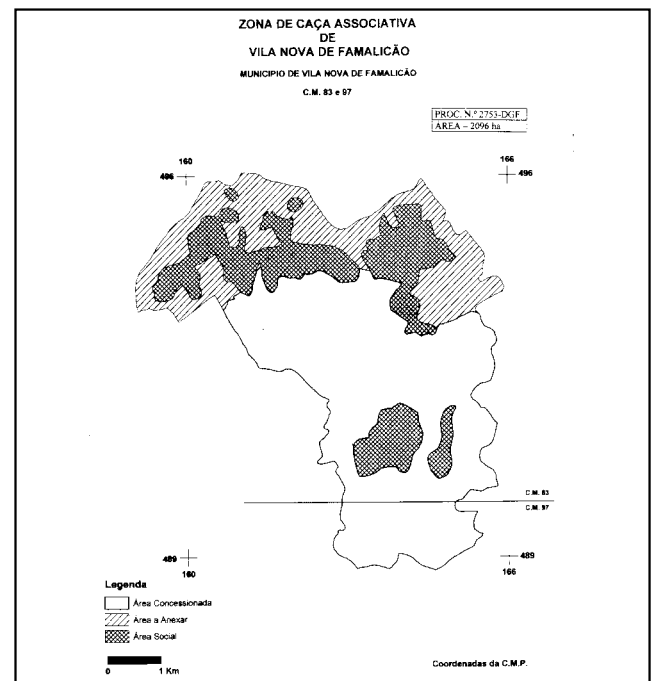 ZONA DE CAÇA ASSOCIATIVA
DE
VILA NOVA DE FAMALICÃO
MUNICIPIO DE VILA NOVA DE FAMALICÃO
C.M. 83 e 97
PROC. N.º 2753-DGF
AREA – 2096 ha
160
496
166
496
C.M. 83
C.M. 97
489
160
489
166
Legenda
Área Concessionada
Área a Anexar
Área Social
0 1 Km
Coordenadas da C.M.P.